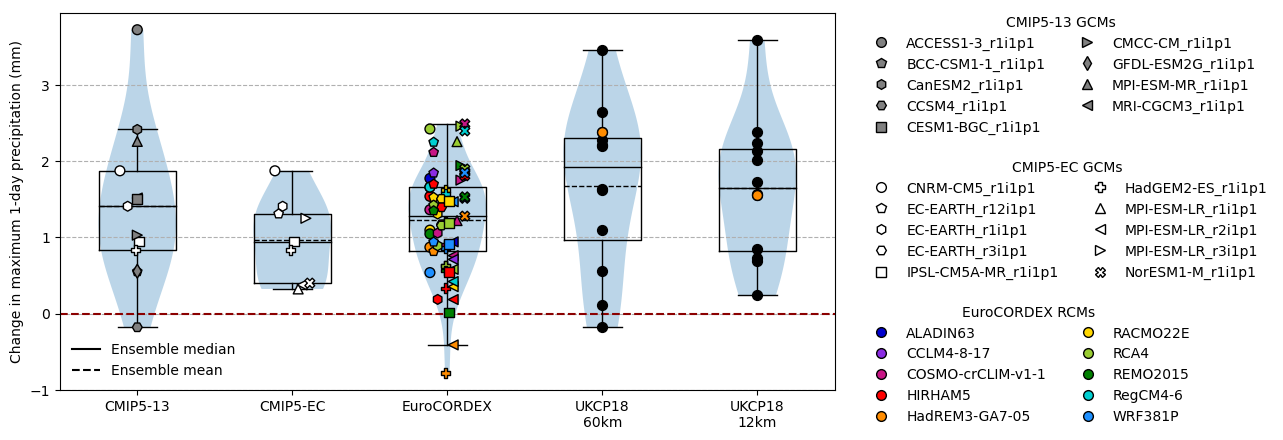 Change in maximum 1-day precipitation (mm)
3
2
1
0
−1
Ensemble median
Ensemble mean
CMIP5-13
CMIP5-EC
EuroCORDEX
UKCP18
60km
UKCP18
12km
CMIP5-13 GCMs
ACCESS1-3_r1i1p1
BCC-CSM1-1_r1i1p1
CanESM2_r1i1p1
CCSM4_r1i1p1
CESM1-BGC_r1i1p1
CMCC-CM_r1i1p1
GFDL-ESM2G_r1i1p1
MPI-ESM-MR_r1i1p1
MRI-CGCM3_r1i1p1
CMIP5-EC GCMs
CNRM-CM5_r1i1p1
EC-EARTH_r12i1p1
EC-EARTH_r1i1p1
EC-EARTH_r3i1p1
IPSL-CM5A-MR_r1i1p1
HadGEM2-ES_r1i1p1
MPI-ESM-LR_r1i1p1
MPI-ESM-LR_r2i1p1
MPI-ESM-LR_r3i1p1
NorESM1-M_r1i1p1
EuroCORDEX RCMs
ALADIN63
CCLM4-8-17
COSMO-crCLIM-v1-1
HIRHAM5
HadREM3-GA7-05
RACMO22E
RCA4
REMO2015
RegCM4-6
WRF381P